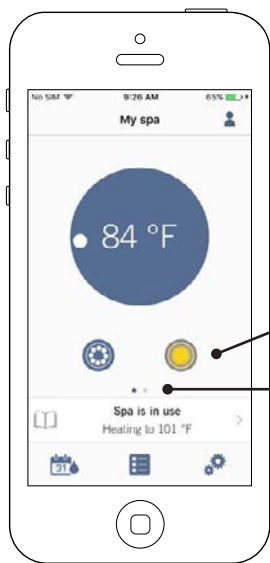 No SIM 9:26 AM 65%
My spa
84 °F
Spa is in use
Heating to 101 °F
31